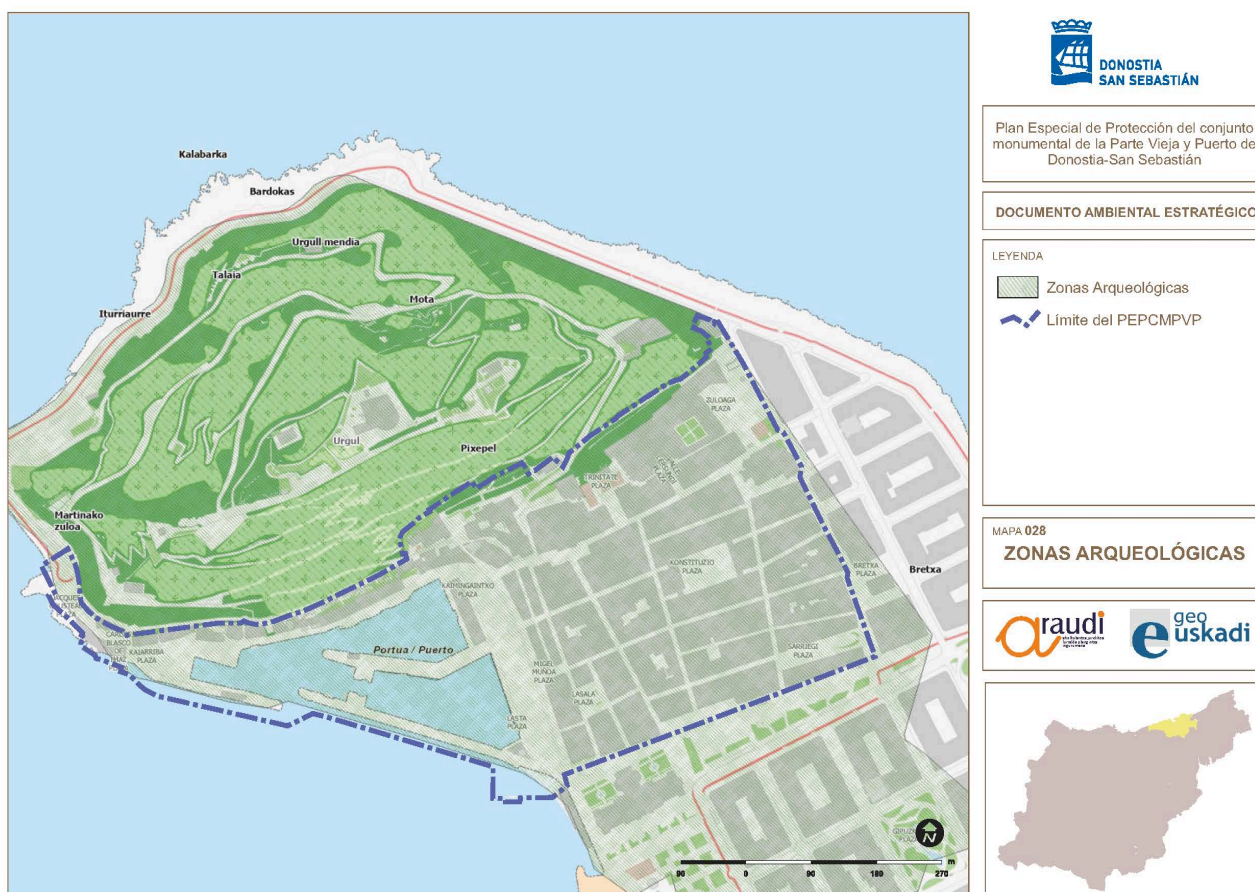 Kalabarka
Bardokas
Urgull mendia
Talaia
Mota
Iturriaurre
ZULOAGA
PLAZA
Urgul
Pixepel
TRINITATE
PLAZA
Martinako
zuloa
KONSTITUZIO
PLAZA
BRETXA
PLAZA
Bretxa
KAIMINGAINTXO
PLAZA
KAIARRIBA
PLAZA
Portua / Puerto
SARRIEGI
PLAZA
MIGEL
MUÑOA
PLAZA
LASALA
PLAZA
LASTA
PLAZA
N
90 0 90 180 270 m
DONOSTIA
SAN SEBASTIÁN
Plan Especial de Protección del conjunto
monumental de la Parte Vieja y Puerto de
Donostia-San Sebastián
DOCUMENTO AMBIENTAL ESTRATÉGICO
LEYENDA
Zonas Arqueológicas
Límite del PEPCMPVP
MAPA 028
ZONAS ARQUEOLÓGICAS
araudi
geo
euskadi